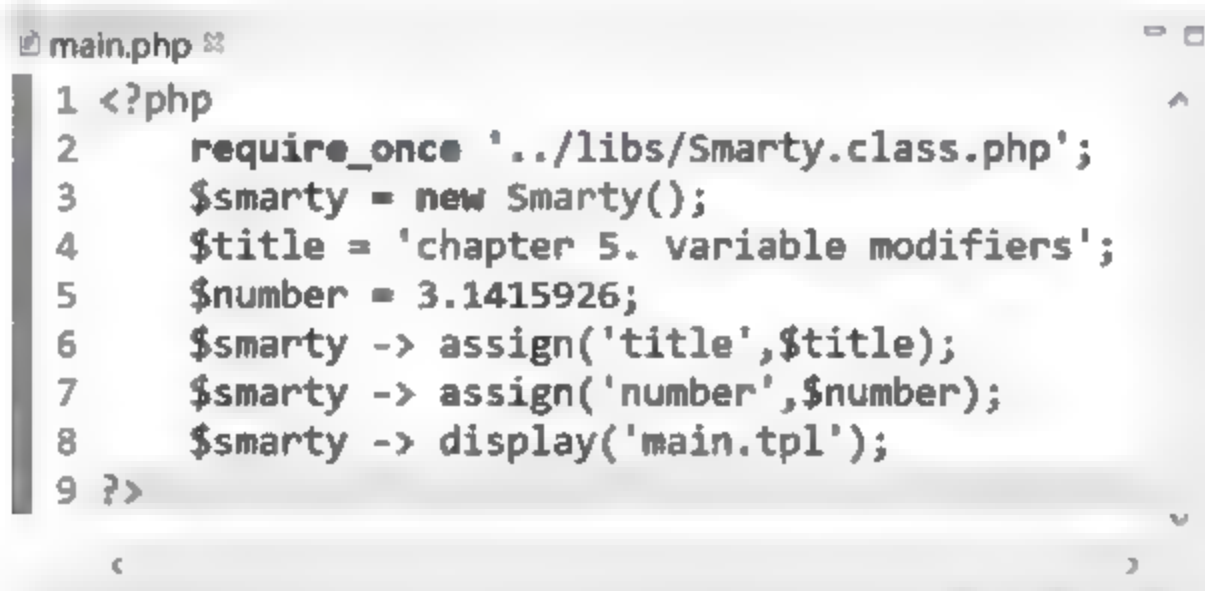 main.php
1 <?php
2 require_once '../libs/Smarty.class.php';
3 $smarty = new Smarty();
4 $title = 'chapter 5. variable modifiers';
5 $number = 3.1415926;
6 $smarty -> assign('title',$title);
7 $smarty -> assign('number',$number);
8 $smarty -> display('main.tpl');
9 ?>